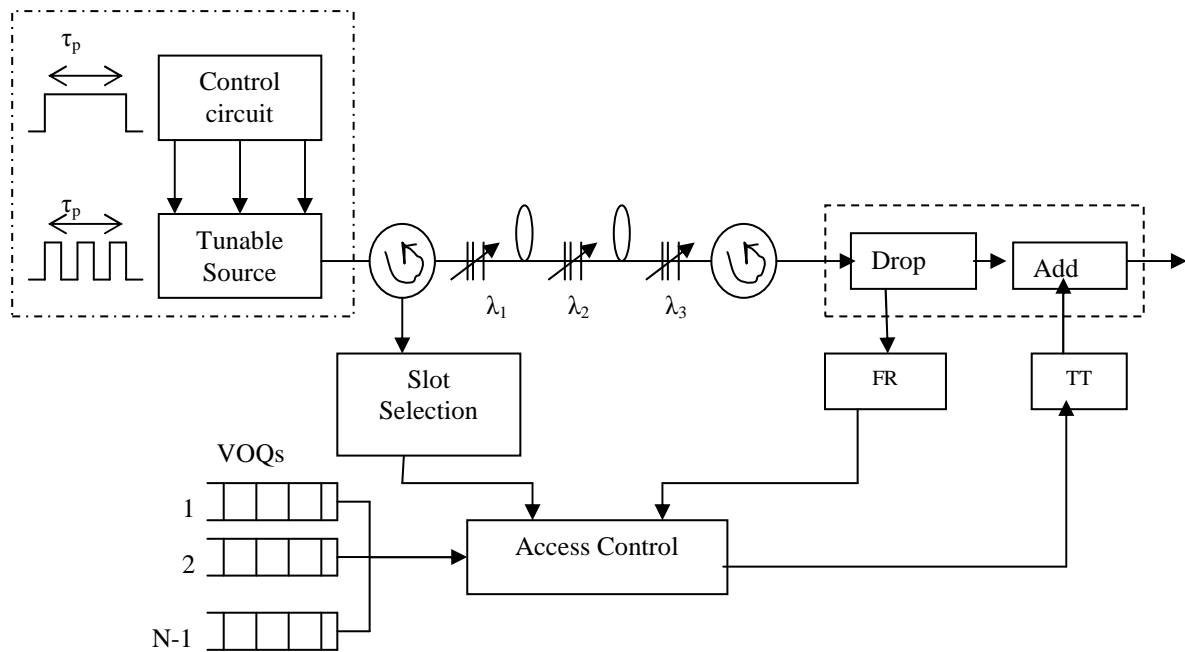 τp
Control
circuit
τp
Tunable
Source
λ1
λ2
λ3
Drop
Add
Slot
Selection
FR
TT
VOQs
1
2
N-1
Access Control